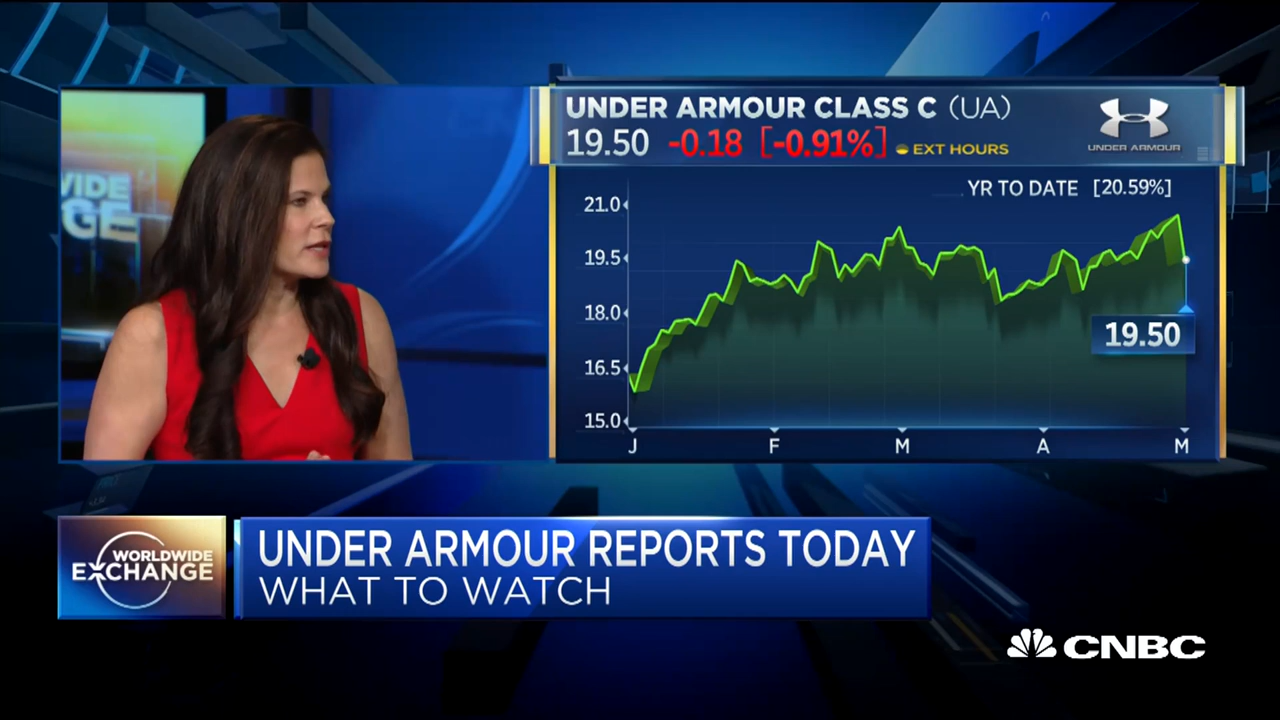 WIDE
GE
UNDER ARMOUR CLASS C (UA)
19.50 -0.18 [-0.91%] EXT HOURS
UNDER ARMOUR
YR TO DATE [20.59%]
21.0
19.5
18.0
16.5
15.0
19.50
J F M A M
WORLDWIDE
EXCHANGE
UNDER ARMOUR REPORTS TODAY
WHAT TO WATCH
CNBC